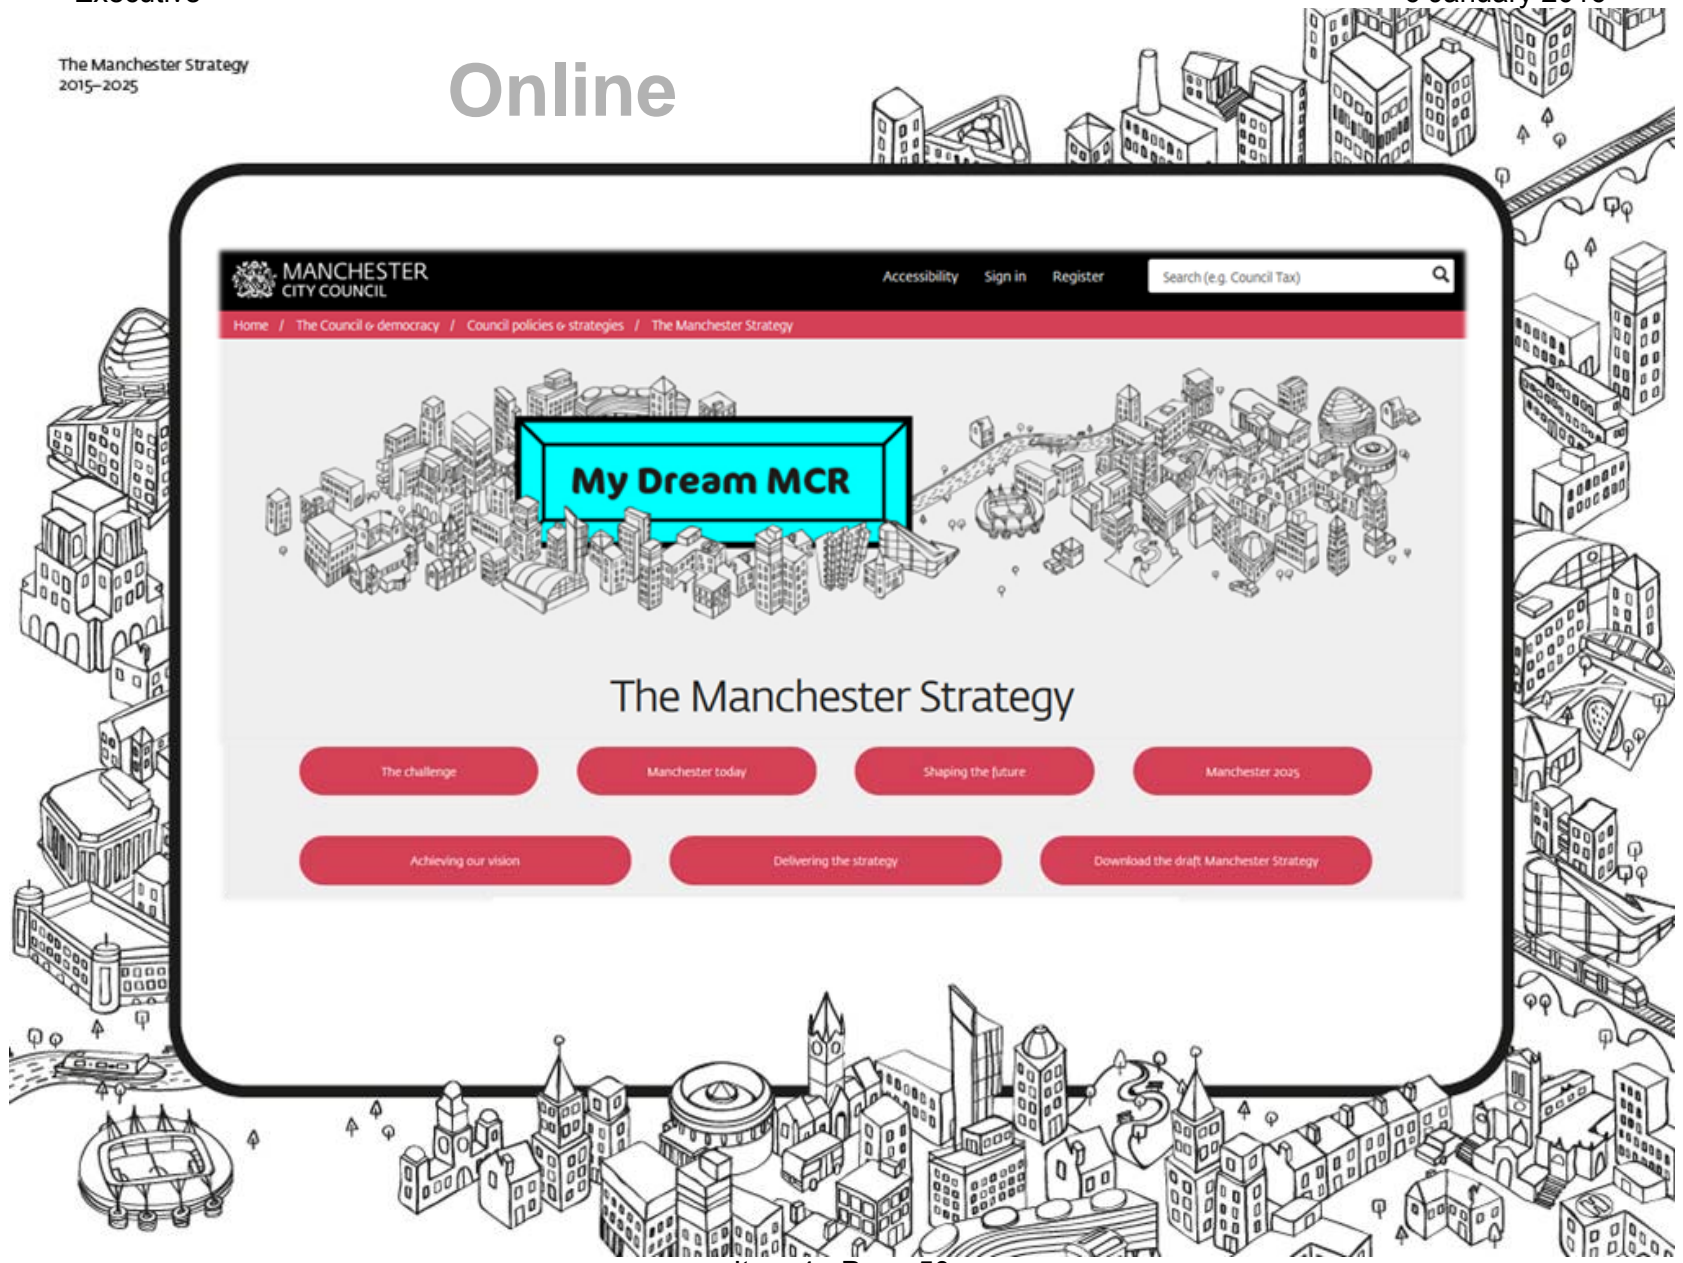 Executive
The Manchester Strategy
2015–2025
Online
MANCHESTER
CITY COUNCIL
Accessibility Sign in Register Search (e.g. Council Tax)
Home / The Council & democracy / Council policies & strategies / The Manchester Strategy
My Dream MCR
The Manchester Strategy
The challenge Manchester today Shaping the future Manchester 2025
Achieving our vision Delivering the strategy Download the draft Manchester Strategy